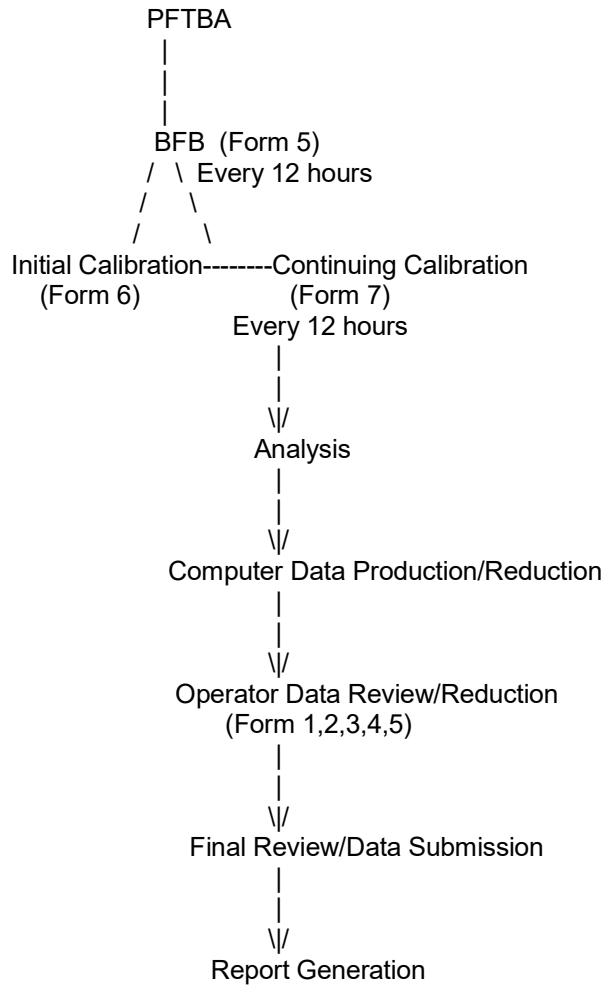 PFTBA
|
|
|
BFB  (Form 5)
/  \  Every 12 hours
/    \
/      \
Initial Calibration--------Continuing Calibration
(Form 6)                    (Form 7)
Every 12 hours
|
|
\|/
Analysis
|
|
\|/
Computer Data Production/Reduction
|
|
\|/
Operator Data Review/Reduction
(Form 1,2,3,4,5)
|
|
\|/
Final Review/Data Submission
|
|
\|/
Report Generation